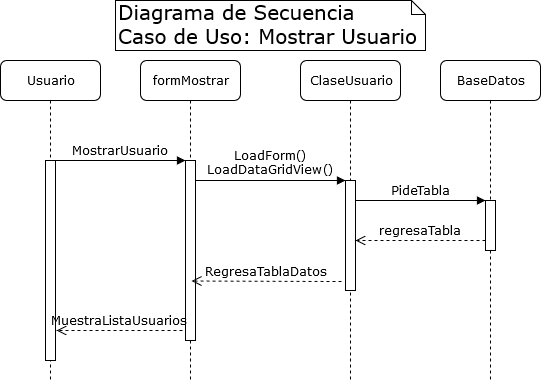 Diagrama de Secuencia
Caso de Uso: Mostrar Usuario
Usuario
formMostrar
ClaseUsuario
BaseDatos
MostrarUsuario
LoadForm()
LoadDataGridView()
PideTabla
regresaTabla
RegresaTablaDatos
MuestraListaUsuarios